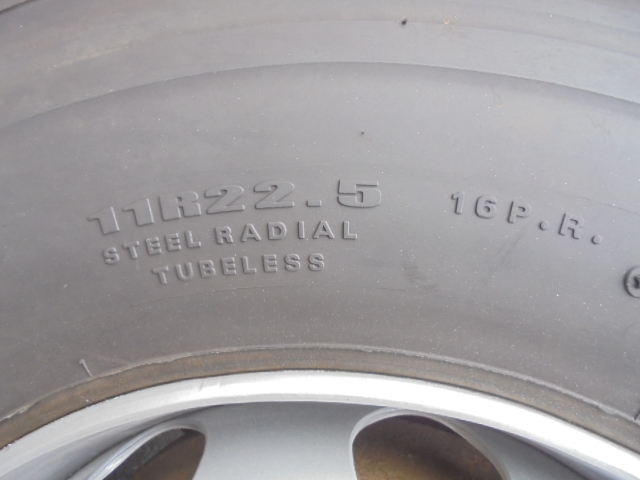 11R22.5 16P.R.
STEEL RADIAL
TUBELESS